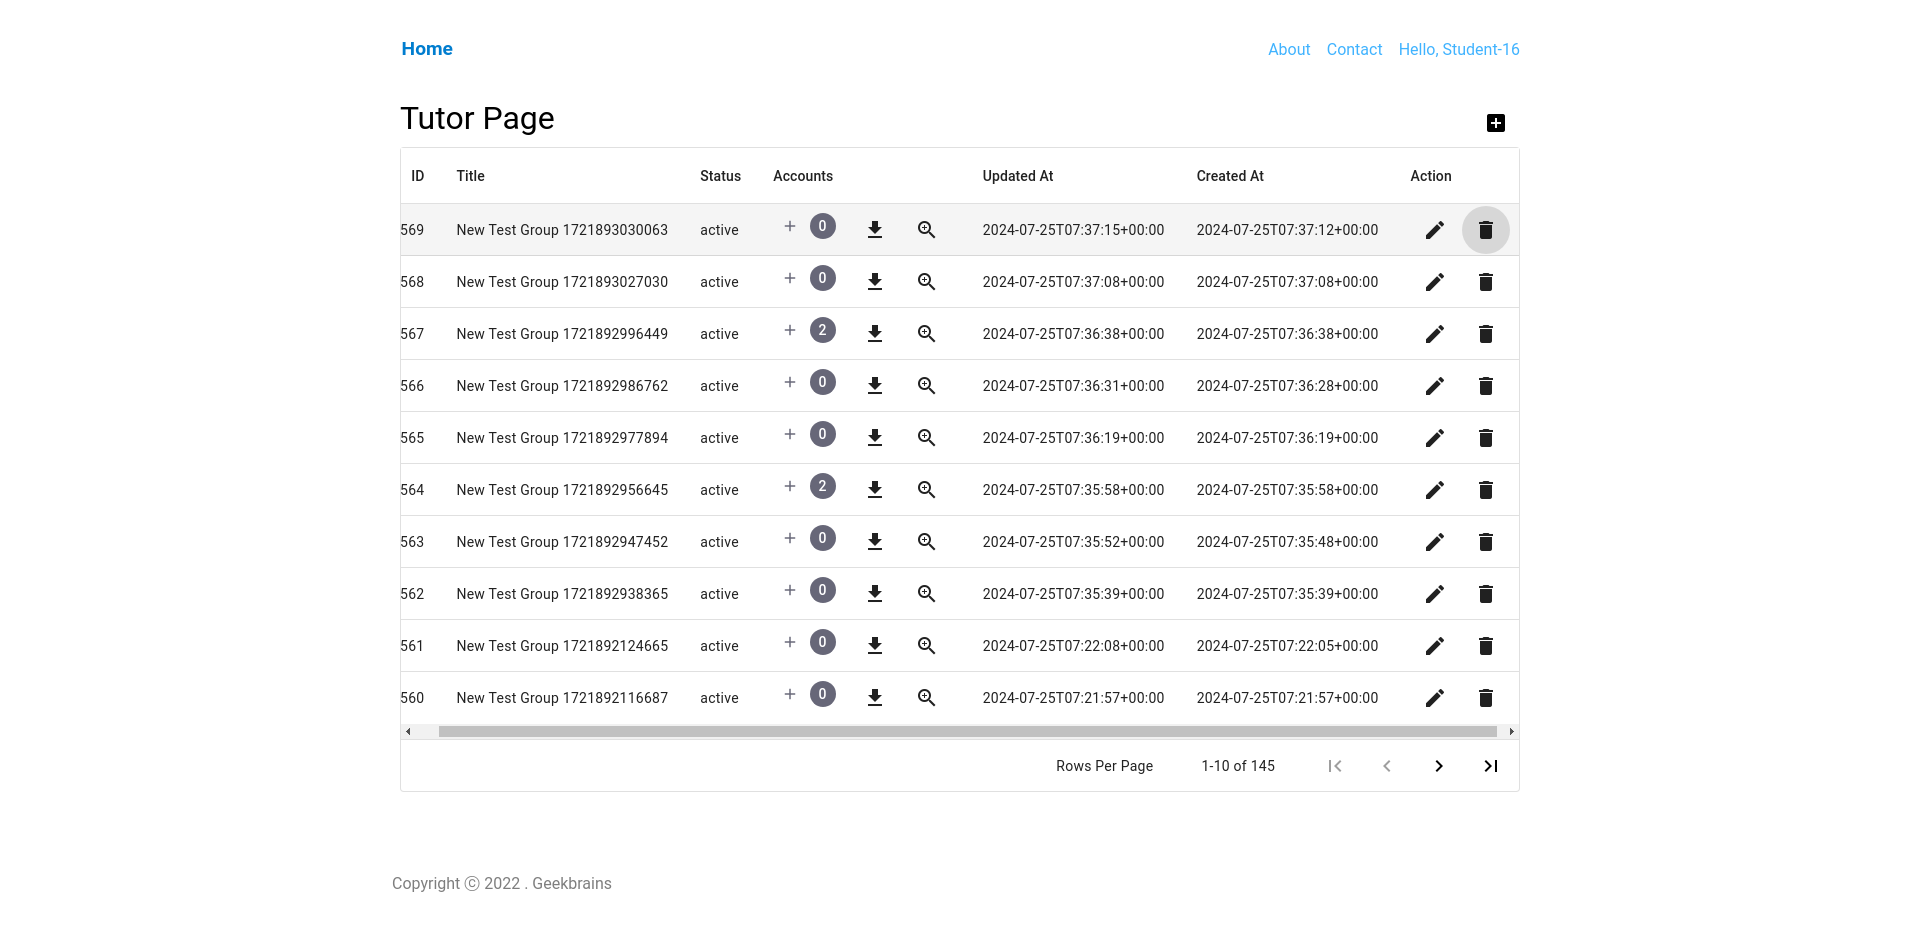 Home About Contact Hello, Student-16
Tutor Page
ID Title Status Accounts Updated At Created At Action
569 New Test Group 1721893030063 active 0 2024-07-25T07:37:15+00:00 2024-07-25T07:37:12+00:00
568 New Test Group 1721893027030 active 0 2024-07-25T07:37:08+00:00 2024-07-25T07:37:08+00:00
567 New Test Group 1721892996449 active 2 2024-07-25T07:36:38+00:00 2024-07-25T07:36:38+00:00
566 New Test Group 1721892986762 active 0 2024-07-25T07:36:31+00:00 2024-07-25T07:36:28+00:00
565 New Test Group 1721892977894 active 0 2024-07-25T07:36:19+00:00 2024-07-25T07:36:19+00:00
564 New Test Group 1721892956645 active 2 2024-07-25T07:35:58+00:00 2024-07-25T07:35:58+00:00
563 New Test Group 1721892947452 active 0 2024-07-25T07:35:52+00:00 2024-07-25T07:35:48+00:00
562 New Test Group 1721892938365 active 0 2024-07-25T07:35:39+00:00 2024-07-25T07:35:39+00:00
561 New Test Group 1721892124665 active 0 2024-07-25T07:22:08+00:00 2024-07-25T07:22:05+00:00
560 New Test Group 1721892116687 active 0 2024-07-25T07:21:57+00:00 2024-07-25T07:21:57+00:00
Rows Per Page 1-10 of 145
Copyright ⓒ 2022 . Geekbrains